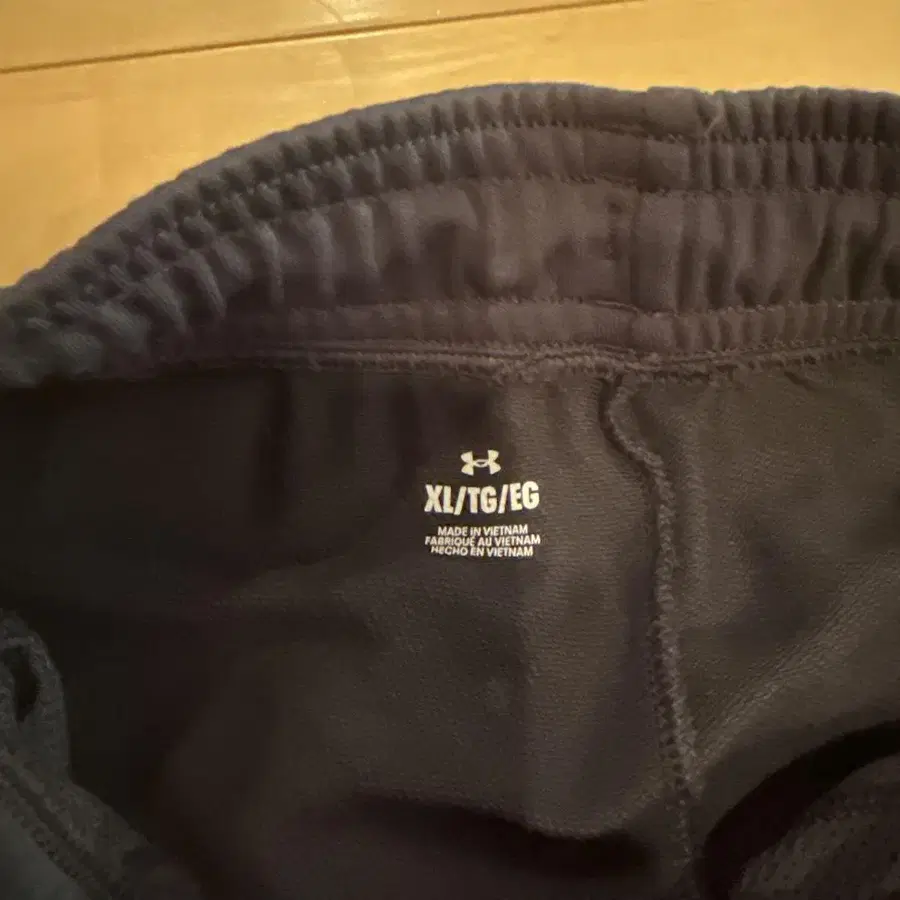 XL/TG/EG
MADE IN VIETNAM
FABRIQUÉ AU VIETNAM
HECHO EN VIETNAM